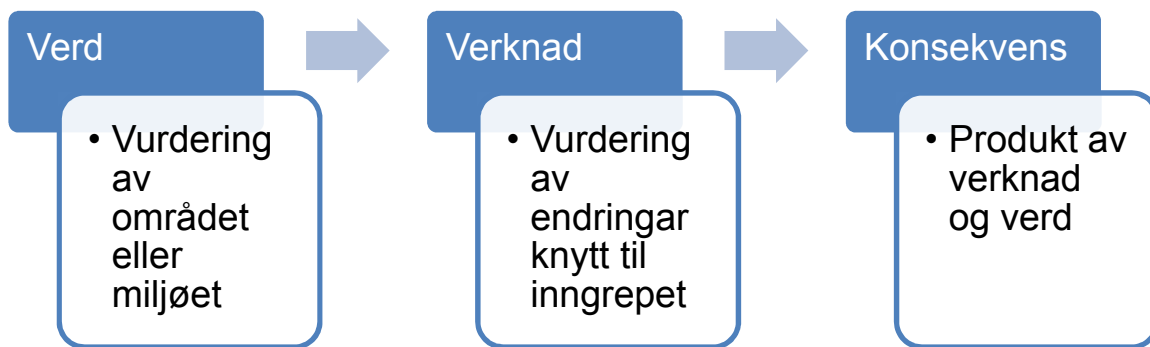 Verd
• Vurdering
av
området
eller
miljøet
Verknad
• Vurdering
av
endringar
knytt til
inngrepet
Konsekvens
• Produkt av
verknad
og verd